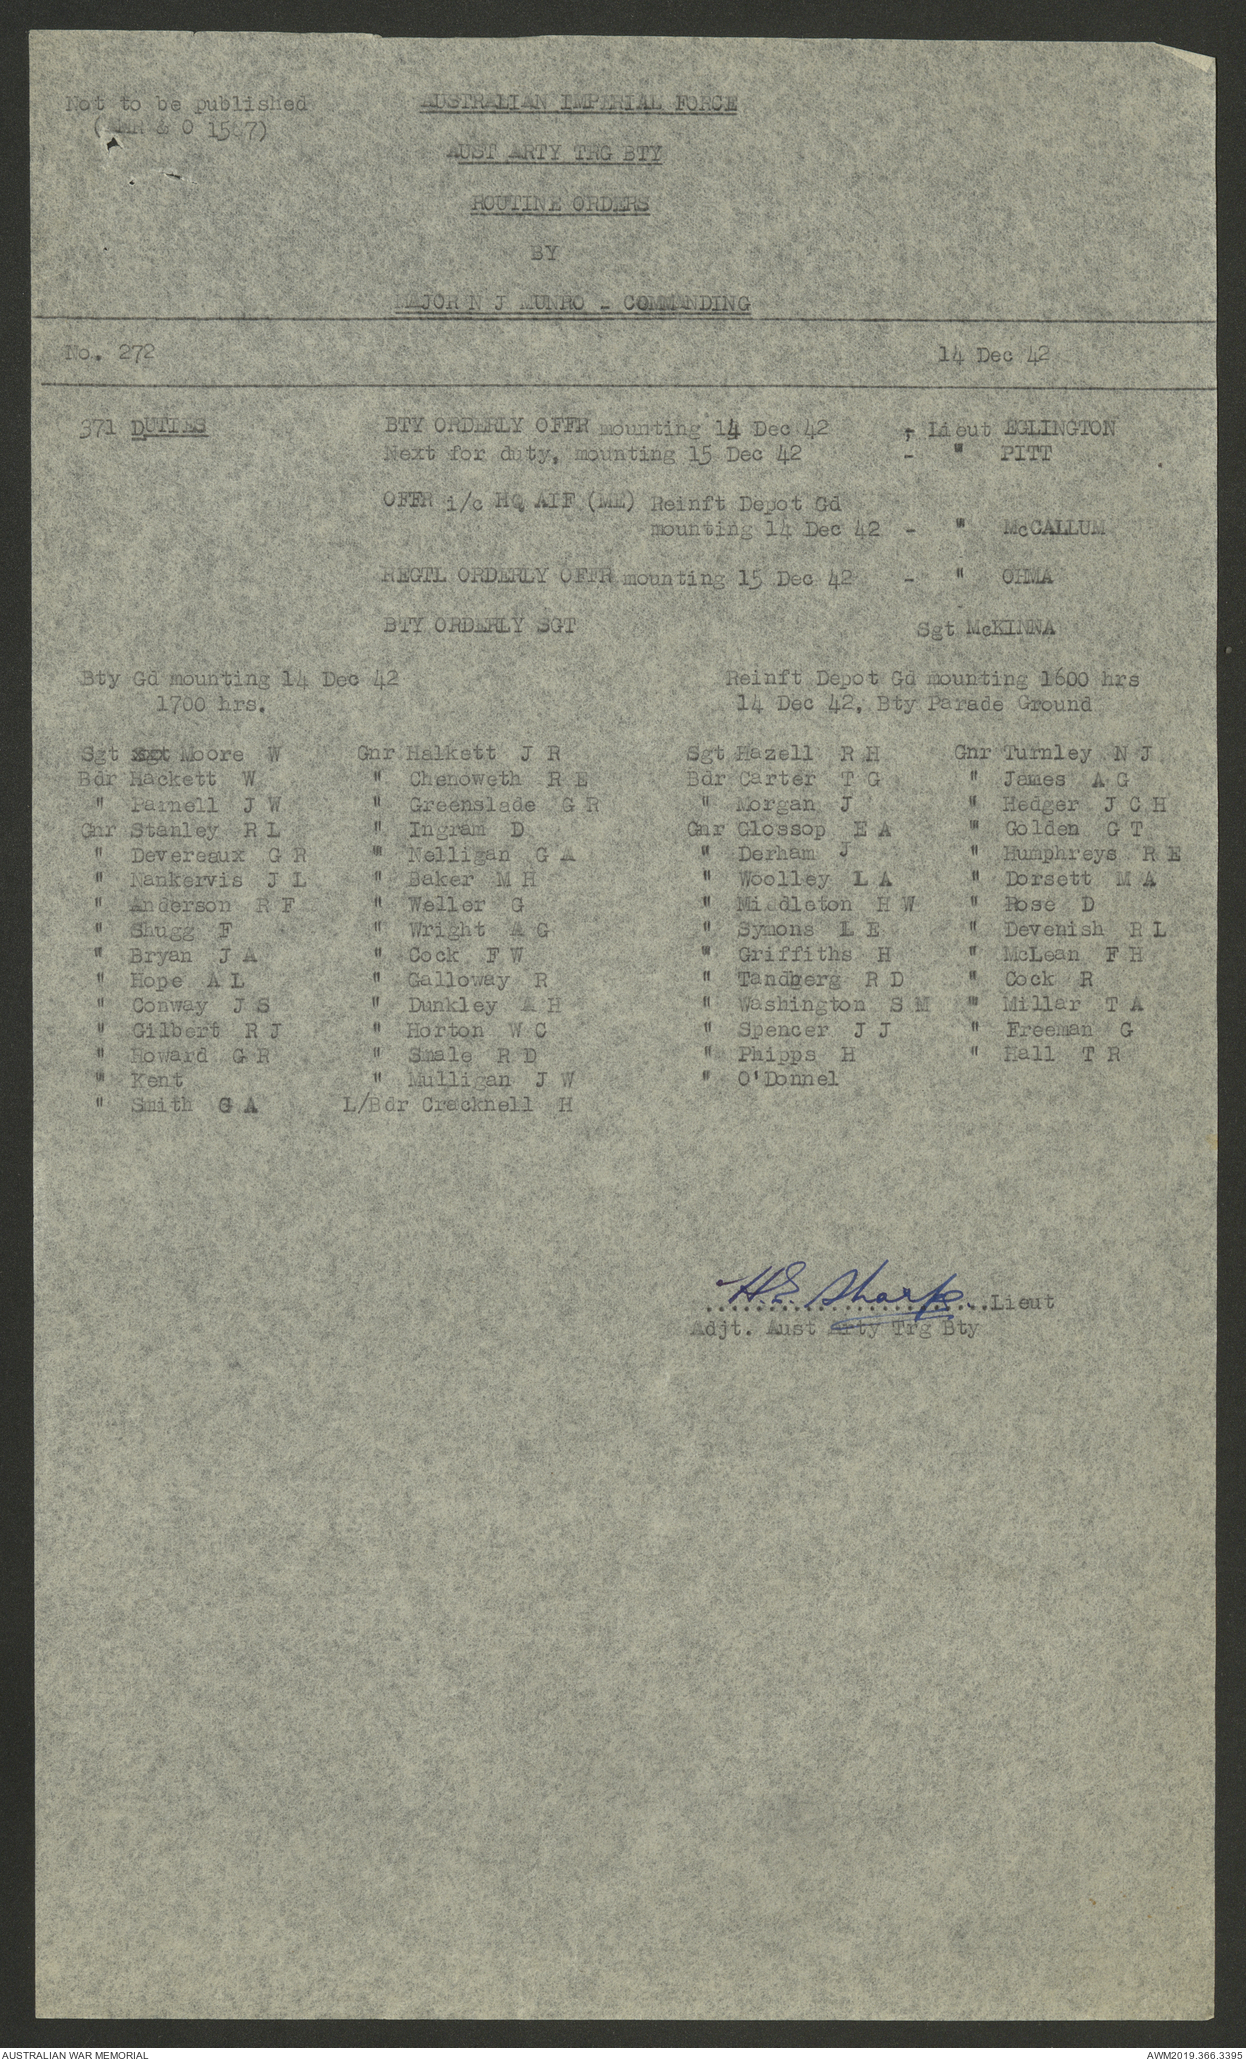 Not to be published
(AMR & O 1507)
AUSTRALIAN IMPERIAL FORCE
AUST ARTY TRG BTY
ROUTINE ORDERS
BY
MAJOR N J MUNRO - COMMANDING
No. 272 14 Dec 42
371 DUTIES BTY ORDERLY OFFR mounting 14 Dec 42 - Lieut EGLINGTON
Next for duty, mounting 15 Dec 42 - " PITT
OFFR i/c HQ AIF (ME) Reinft Depot Gd
mounting 14 Dec 42 - " McCALLUM
REGTL ORDERLY OFFR mounting 15 Dec 42 - " OHMA
BTY ORDERLY SGT Sgt McKINNA
Bty Gd mounting 14 Dec 42 Reinft Depot Gd mounting 1600 hrs
1700 hrs. 14 Dec 42, Bty Parade Ground
Sgt Moore W Gnr Halkett J R Sgt Hazell R H Gnr Turnley N J
Bdr Hackett W " Chenoweth R E Bdr Carter T G " James A G
" Parnell J W " Greenslade G R " Morgan J " Hedger J C H
Gnr Stanley R L " Ingram D Gnr Glossop E A " Golden G T
" Devereaux G R " Nelligan G A " Derham J " Humphreys R E
" Nankervis J L " Baker M H " Woolley L A " Dorsett M A
" Anderson R F " Weller G " Middleton H W " Rose D
" Shugg F " Wright A G " Symons L E " Devenish R L
" Bryan J A " Cock F W " Griffiths H " McLean F H
" Hope A L " Galloway R " Tandberg R D " Cock R
" Conway J S " Dunkley A H " Washington S M " Millar T A
" Gilbert R J " Horton W C " Spencer J J " Freeman G
" Howard G R " Smale R D " Phipps H " Hall T R
" Kent " Mulligan J W " O'Donnel
" Smith G A L/Bdr Cracknell H
H.E. Sharp Lieut
Adjt. Aust Arty Trg Bty
AUSTRALIAN WAR MEMORIAL AWM2019.366.3395